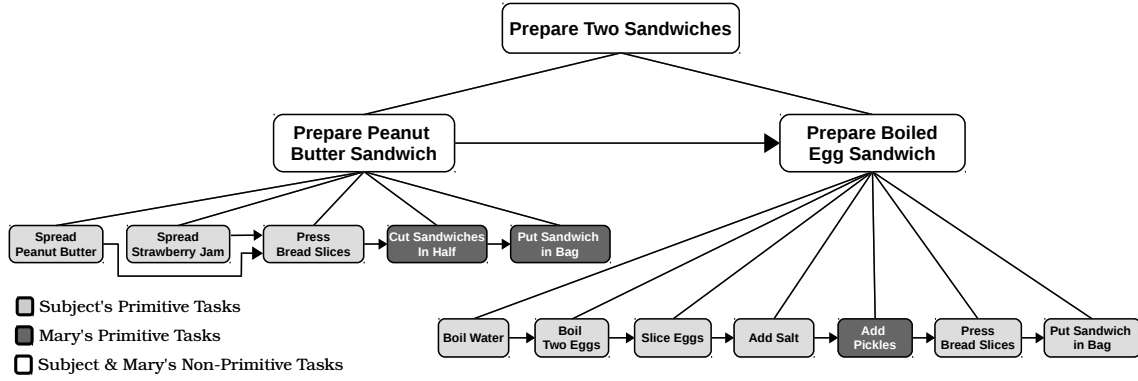 Prepare Two Sandwiches
Prepare Peanut
Butter Sandwich
Prepare Boiled
Egg Sandwich
Spread
Peanut Butter
Spread
Strawberry Jam
Press
Bread Slices
Cut Sandwiches
In Half
Put Sandwich
in Bag
Subject's Primitive Tasks
Mary's Primitive Tasks
Subject & Mary's Non-Primitive Tasks
Boil Water
Boil
Two Eggs
Slice Eggs
Add Salt
Add
Pickles
Press
Bread Slices
Put Sandwich
in Bag